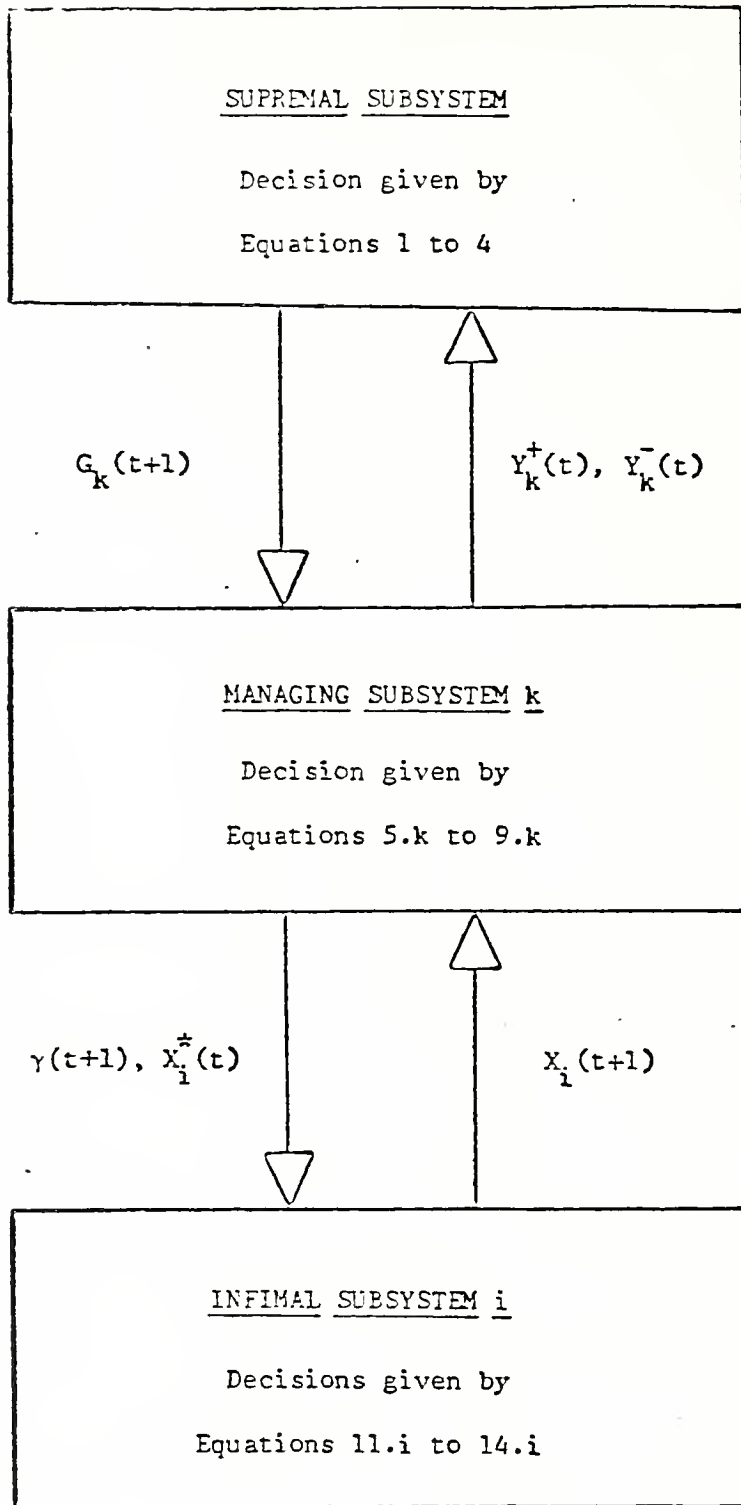 SUPREMAL SUBSYSTEM
Decision given by
Equations 1 to 4
G_k(t+1)
Y_k^+(t), Y_k^-(t)
MANAGING SUBSYSTEM k
Decision given by
Equations 5.k to 9.k
γ(t+1), X_i^*(t)
X_i(t+1)
INFIMAL SUBSYSTEM i
Decisions given by
Equations 11.i to 14.i